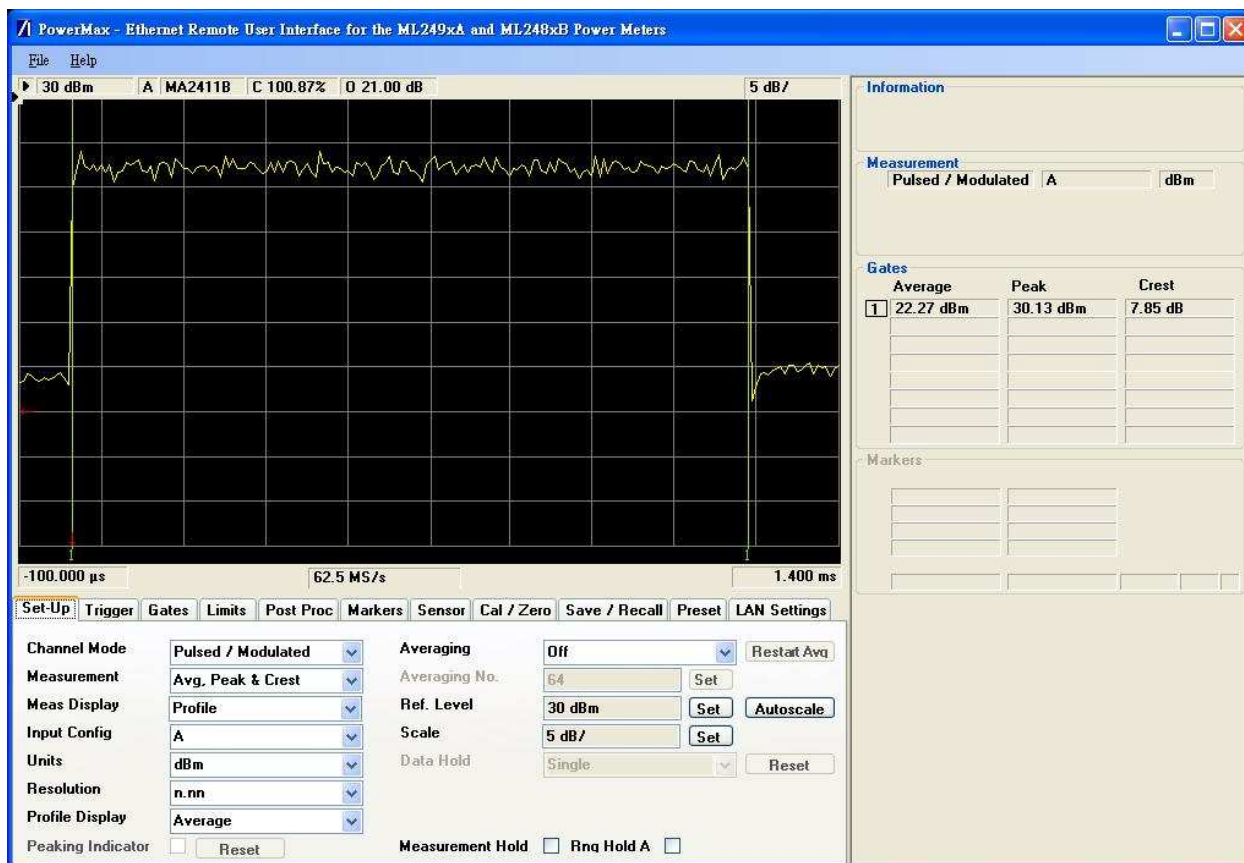 PowerMax - Ethernet Remote User Interface for the ML249xA and ML248xB Power Meters
File Help
30 dBm A MA2411B C 100.87% O 21.00 dB 5 dB/
1 1
-100.000 µs 62.5 MS/s 1.400 ms
Information
Measurement
Pulsed / Modulated A dBm
Gates
Average Peak Crest
1 22.27 dBm 30.13 dBm 7.85 dB
Markers
Set-Up Trigger Gates Limits Post Proc Markers Sensor Cal / Zero Save / Recall Preset LAN Settings
Channel Mode Pulsed / Modulated Averaging Off Restart Avg
Measurement Avg, Peak & Crest Averaging No. 64 Set
Meas Display Profile Ref. Level 30 dBm Set Autoscale
Input Config A Scale 5 dB/ Set
Units dBm Data Hold Single Reset
Resolution n.nn
Profile Display Average
Peaking Indicator Reset Measurement Hold Rng Hold A